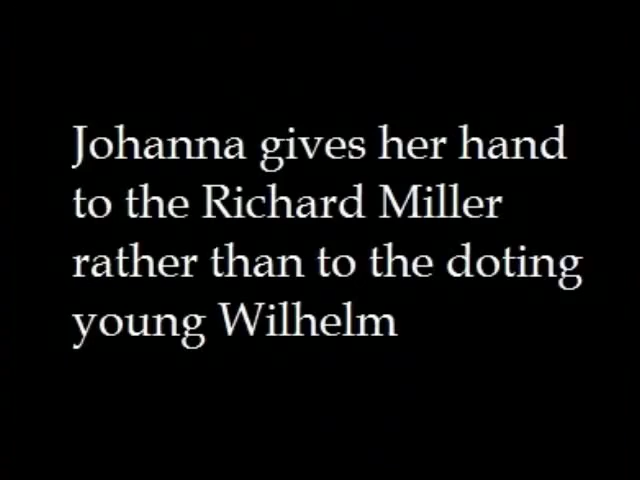 Johanna gives her hand
to the Richard Miller
rather than to the doting
young Wilhelm